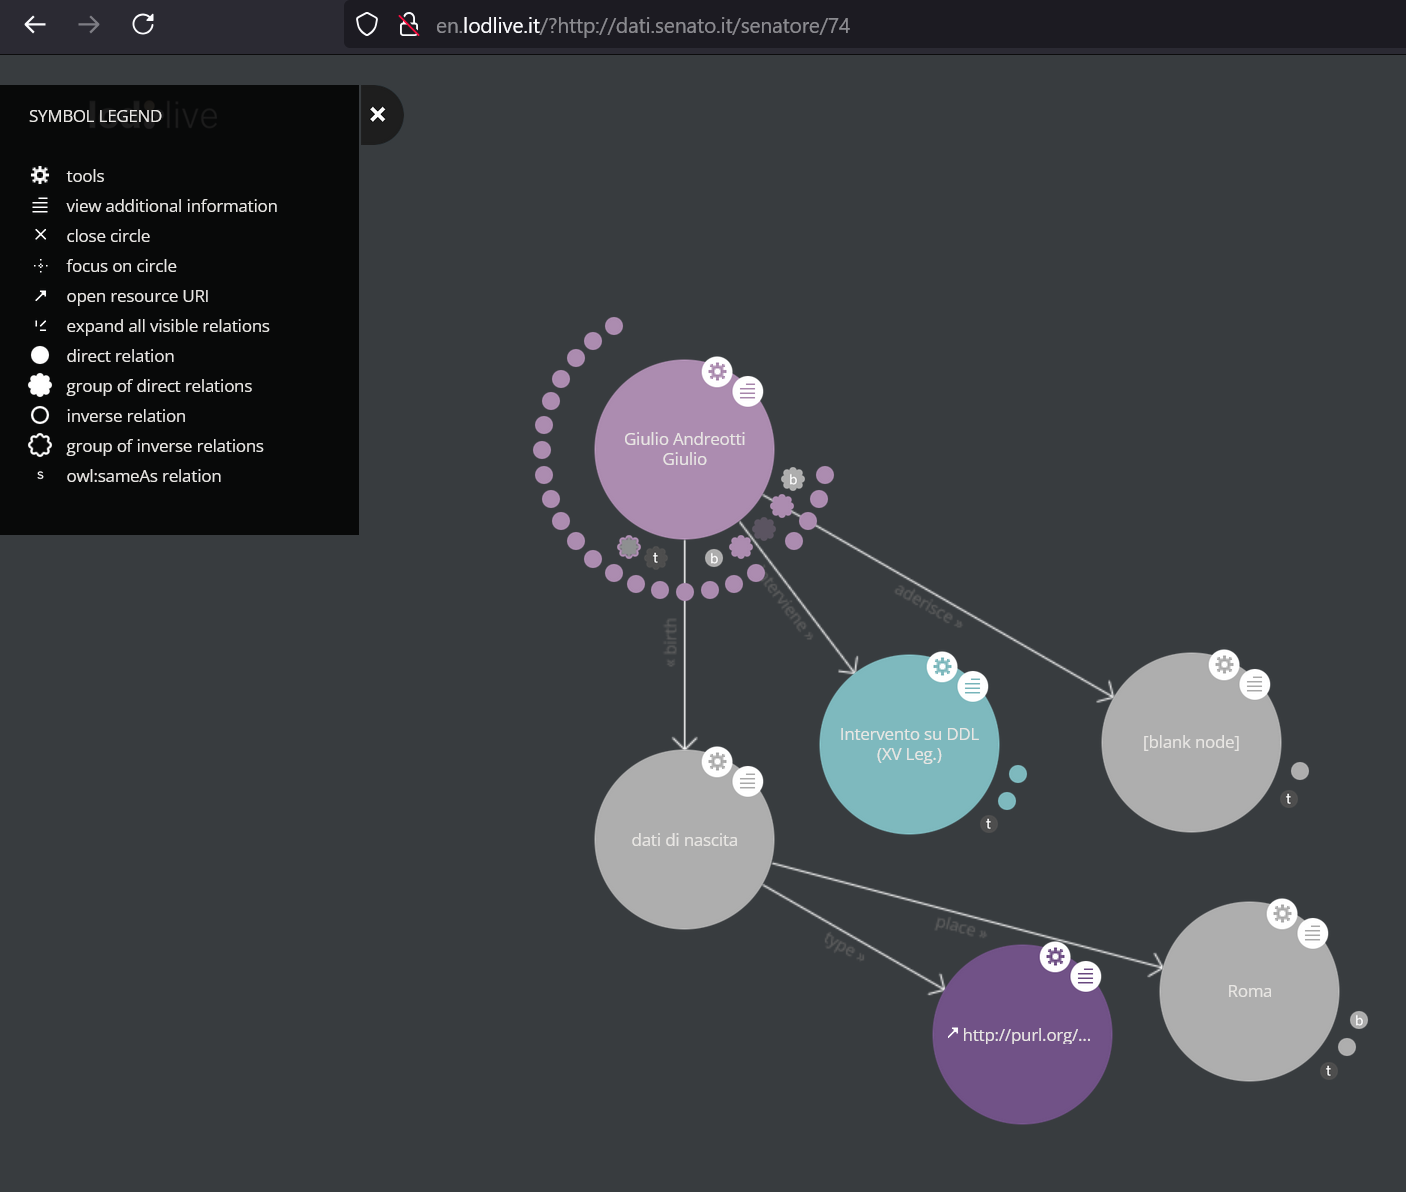 en.lodlive.it/?http://dati.senato.it/senatore/74
SYMBOL LEGEND
lodlive
tools
view additional information
close circle
focus on circle
open resource URI
expand all visible relations
direct relation
group of direct relations
inverse relation
group of inverse relations
s owl:sameAs relation
Giulio Andreotti
Giulio
b
t
b
« birth
interviene »
aderisce »
Intervento su DDL
(XV Leg.)
t
[blank node]
t
dati di nascita
type »
place »
http://purl.org/...
Roma
b
t